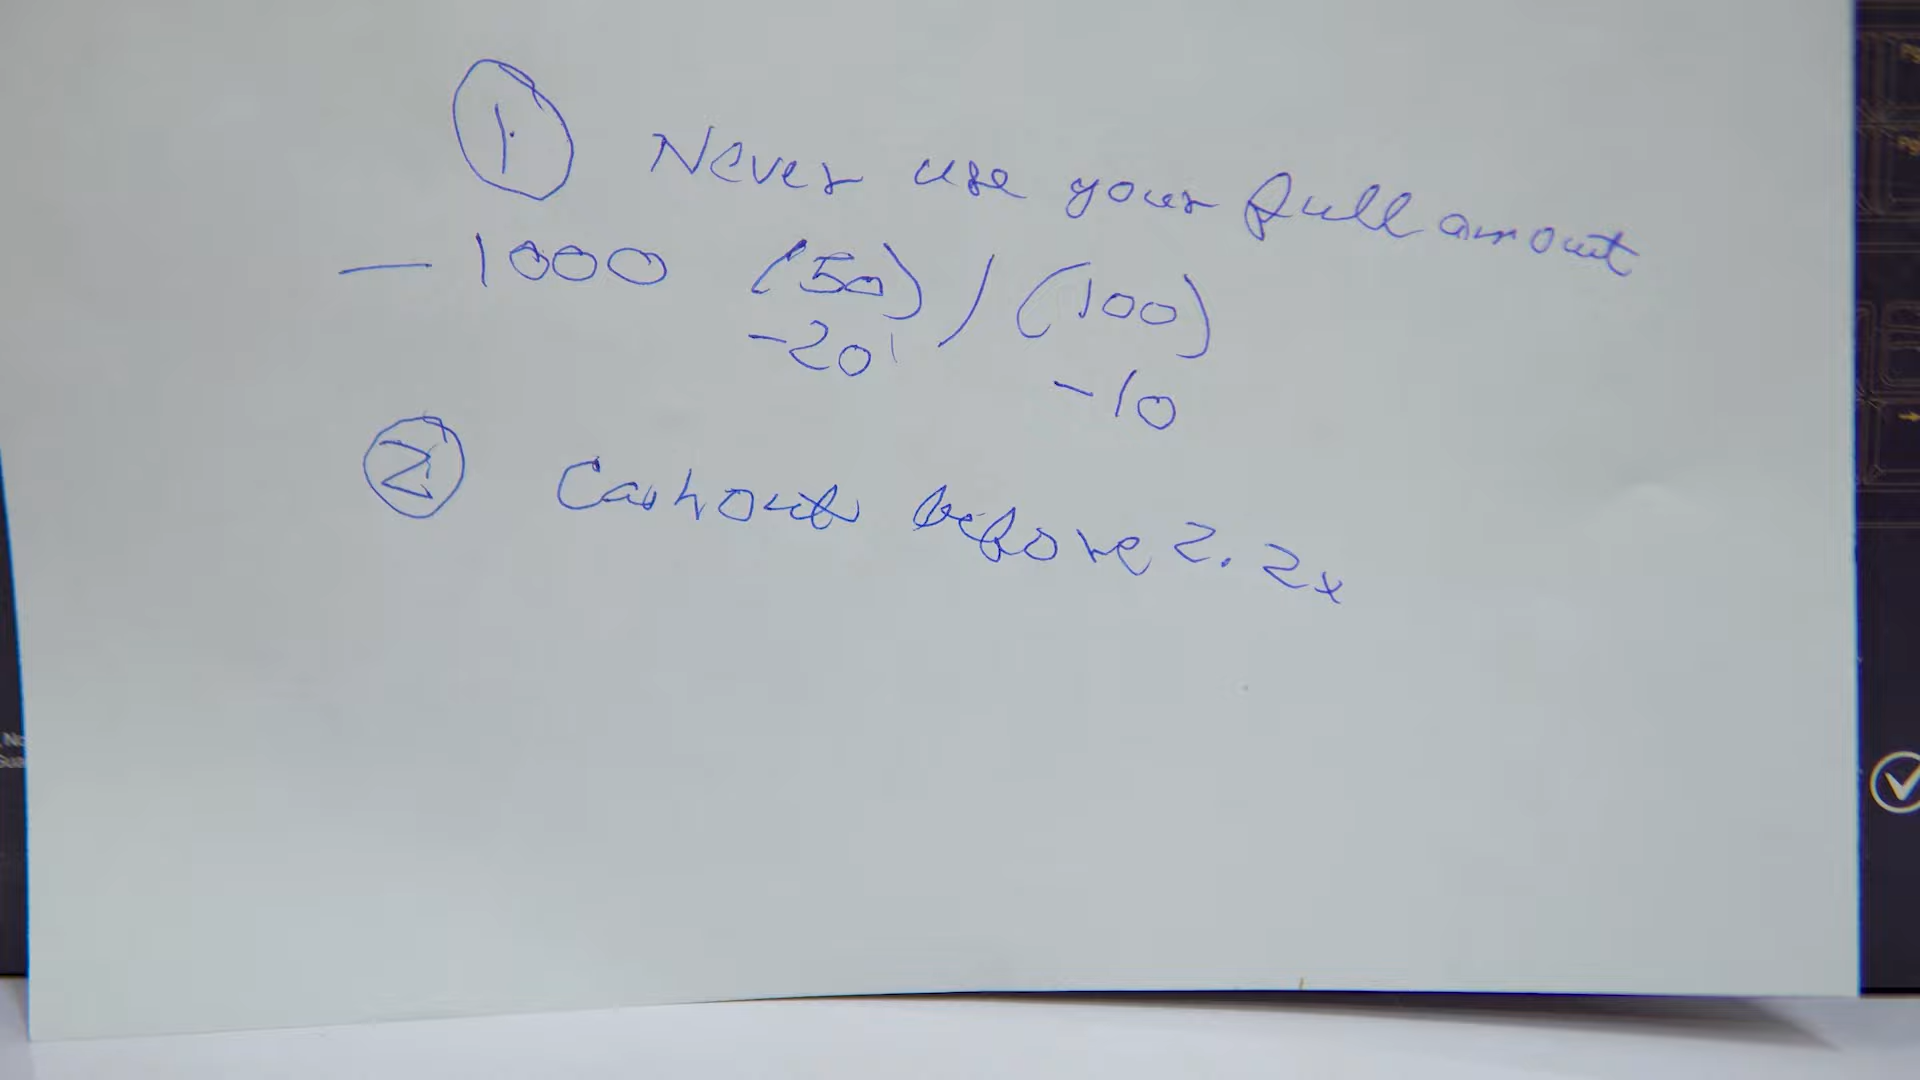 1 Never use your full amount
— 1000 (50) / (100)
-20 -10
2 Cashout before 2.2x